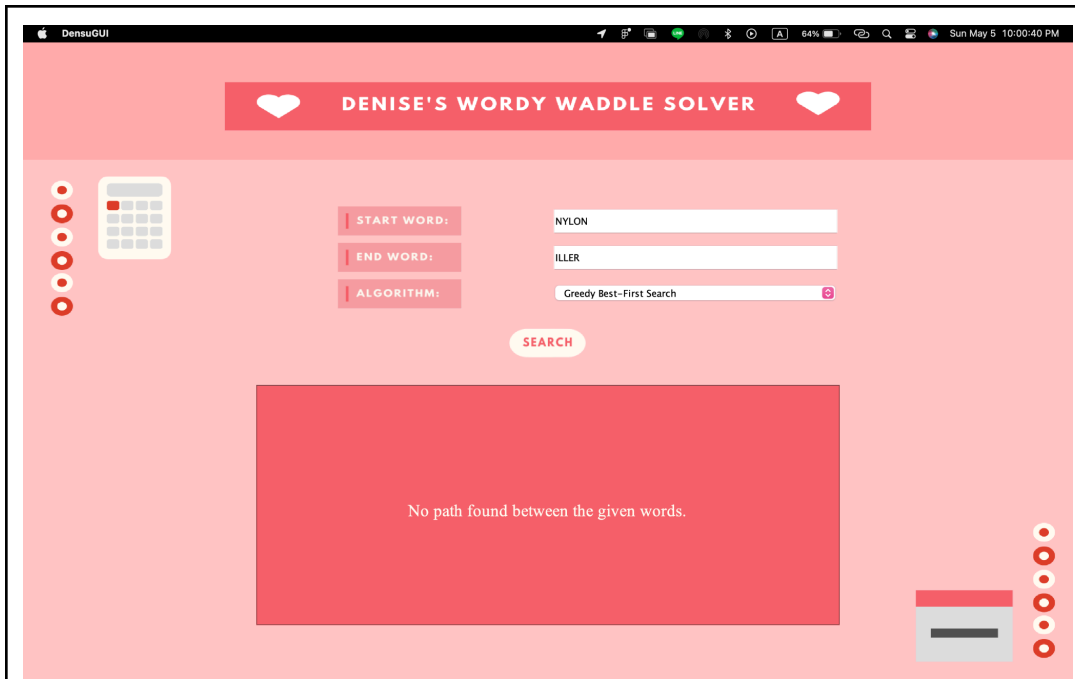 DensuGUI
A
64%
Sun May 5 10:00:40 PM
DENISE'S WORDY WADDLE SOLVER
START WORD:
NYLON
END WORD:
ILLER
ALGORITHM:
Greedy Best-First Search
SEARCH
No path found between the given words.